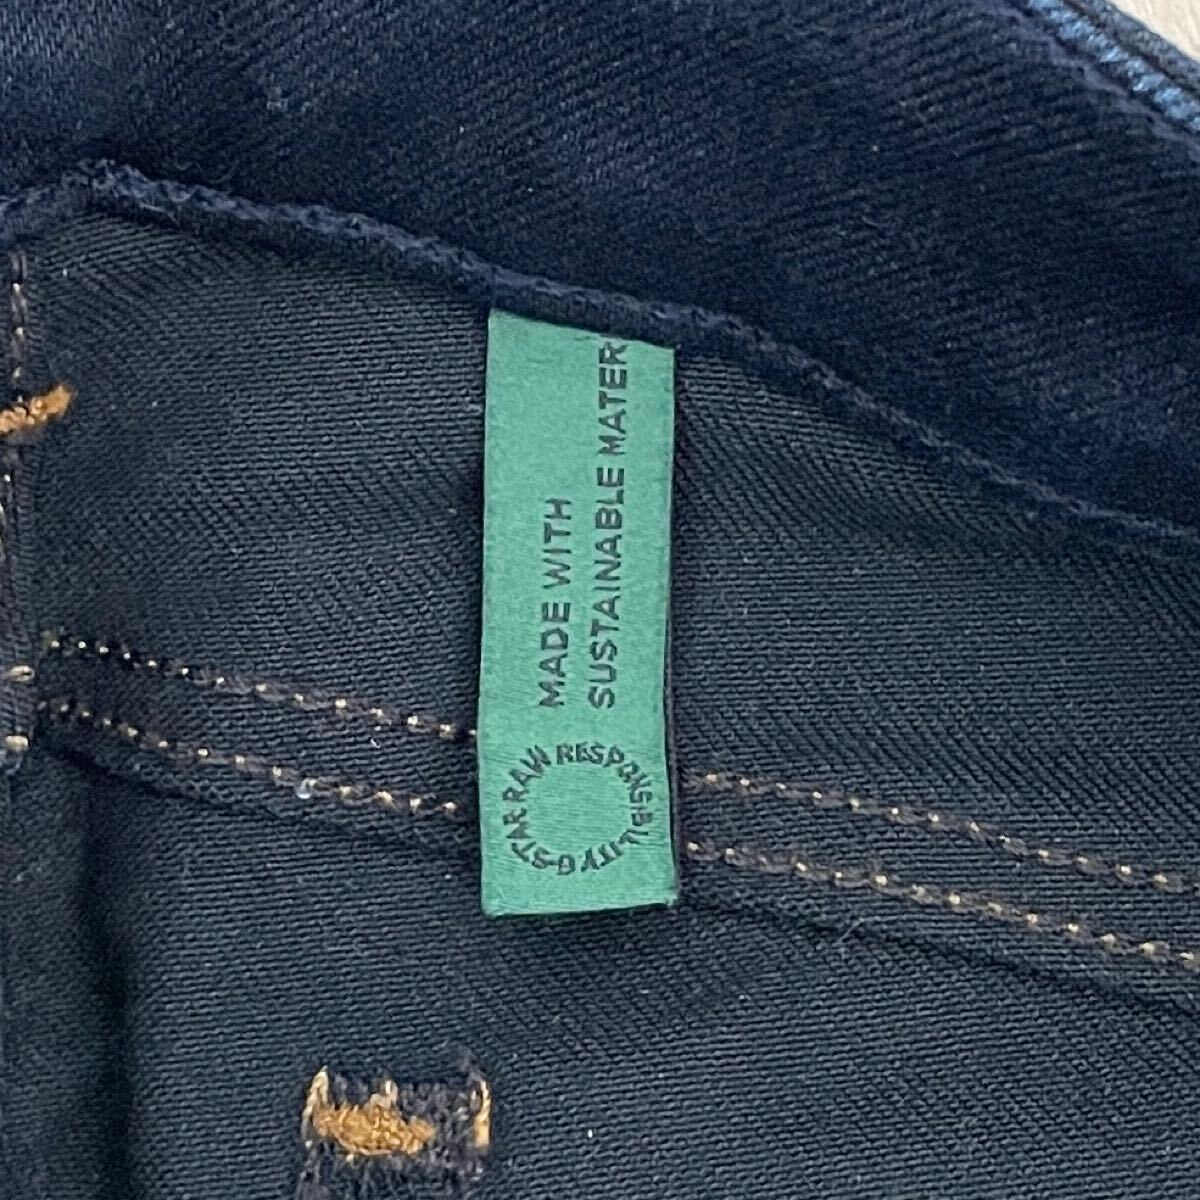 MADE WITH
SUSTAINABLE MATER
G-STAR RAW RESPONSIBILITY